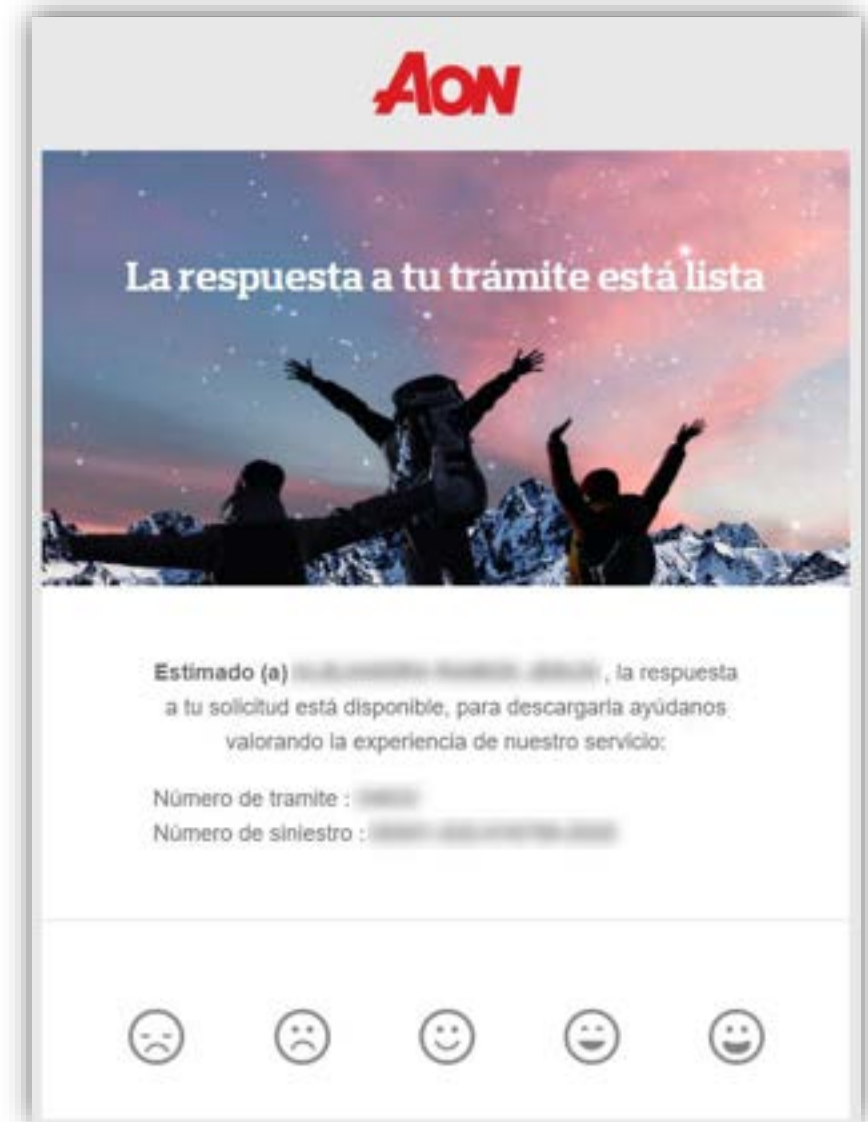 AON
La respuesta a tu trámite está lista
Estimado (a) , la respuesta
a tu solicitud está disponible, para descargarla ayúdanos
valorando la experiencia de nuestro servicio:
Número de tramite :
Número de siniestro :